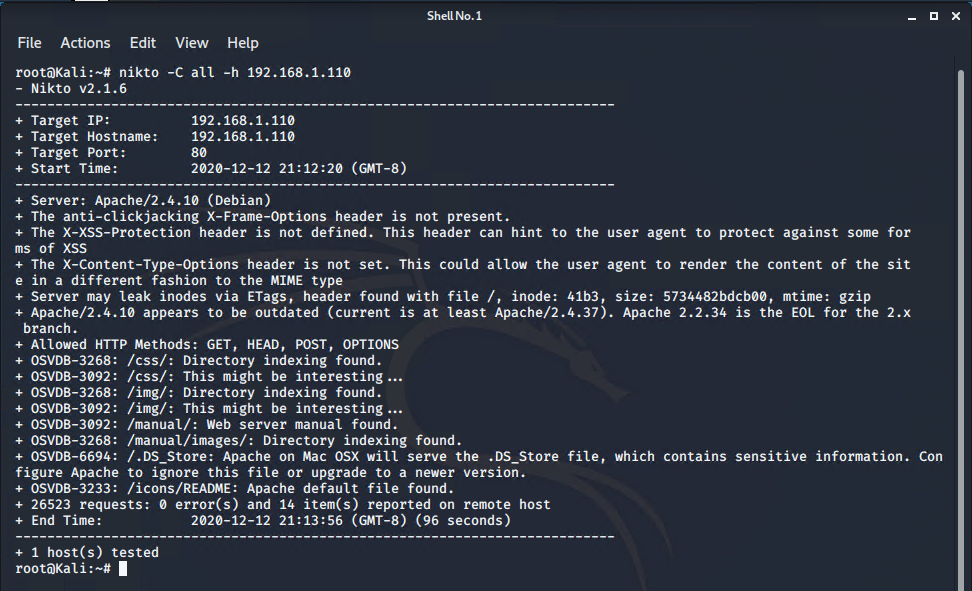 Shell No. 1
File Actions Edit View Help
root@Kali:~# nikto -C all -h 192.168.1.110
- Nikto v2.1.6
---------------------------------------------------------------------------
+ Target IP: 192.168.1.110
+ Target Hostname: 192.168.1.110
+ Target Port: 80
+ Start Time: 2020-12-12 21:12:20 (GMT-8)
---------------------------------------------------------------------------
+ Server: Apache/2.4.10 (Debian)
+ The anti-clickjacking X-Frame-Options header is not present.
+ The X-XSS-Protection header is not defined. This header can hint to the user agent to protect against some for
ms of XSS
+ The X-Content-Type-Options header is not set. This could allow the user agent to render the content of the sit
e in a different fashion to the MIME type
+ Server may leak inodes via ETags, header found with file /, inode: 41b3, size: 5734482bdcb00, mtime: gzip
+ Apache/2.4.10 appears to be outdated (current is at least Apache/2.4.37). Apache 2.2.34 is the EOL for the 2.x
 branch.
+ Allowed HTTP Methods: GET, HEAD, POST, OPTIONS
+ OSVDB-3268: /css/: Directory indexing found.
+ OSVDB-3092: /css/: This might be interesting...
+ OSVDB-3268: /img/: Directory indexing found.
+ OSVDB-3092: /img/: This might be interesting...
+ OSVDB-3092: /manual/: Web server manual found.
+ OSVDB-3268: /manual/images/: Directory indexing found.
+ OSVDB-6694: /.DS_Store: Apache on Mac OSX will serve the .DS_Store file, which contains sensitive information. Con
figure Apache to ignore this file or upgrade to a newer version.
+ OSVDB-3233: /icons/README: Apache default file found.
+ 26523 requests: 0 error(s) and 14 item(s) reported on remote host
+ End Time: 2020-12-12 21:13:56 (GMT-8) (96 seconds)
---------------------------------------------------------------------------
+ 1 host(s) tested
root@Kali:~#